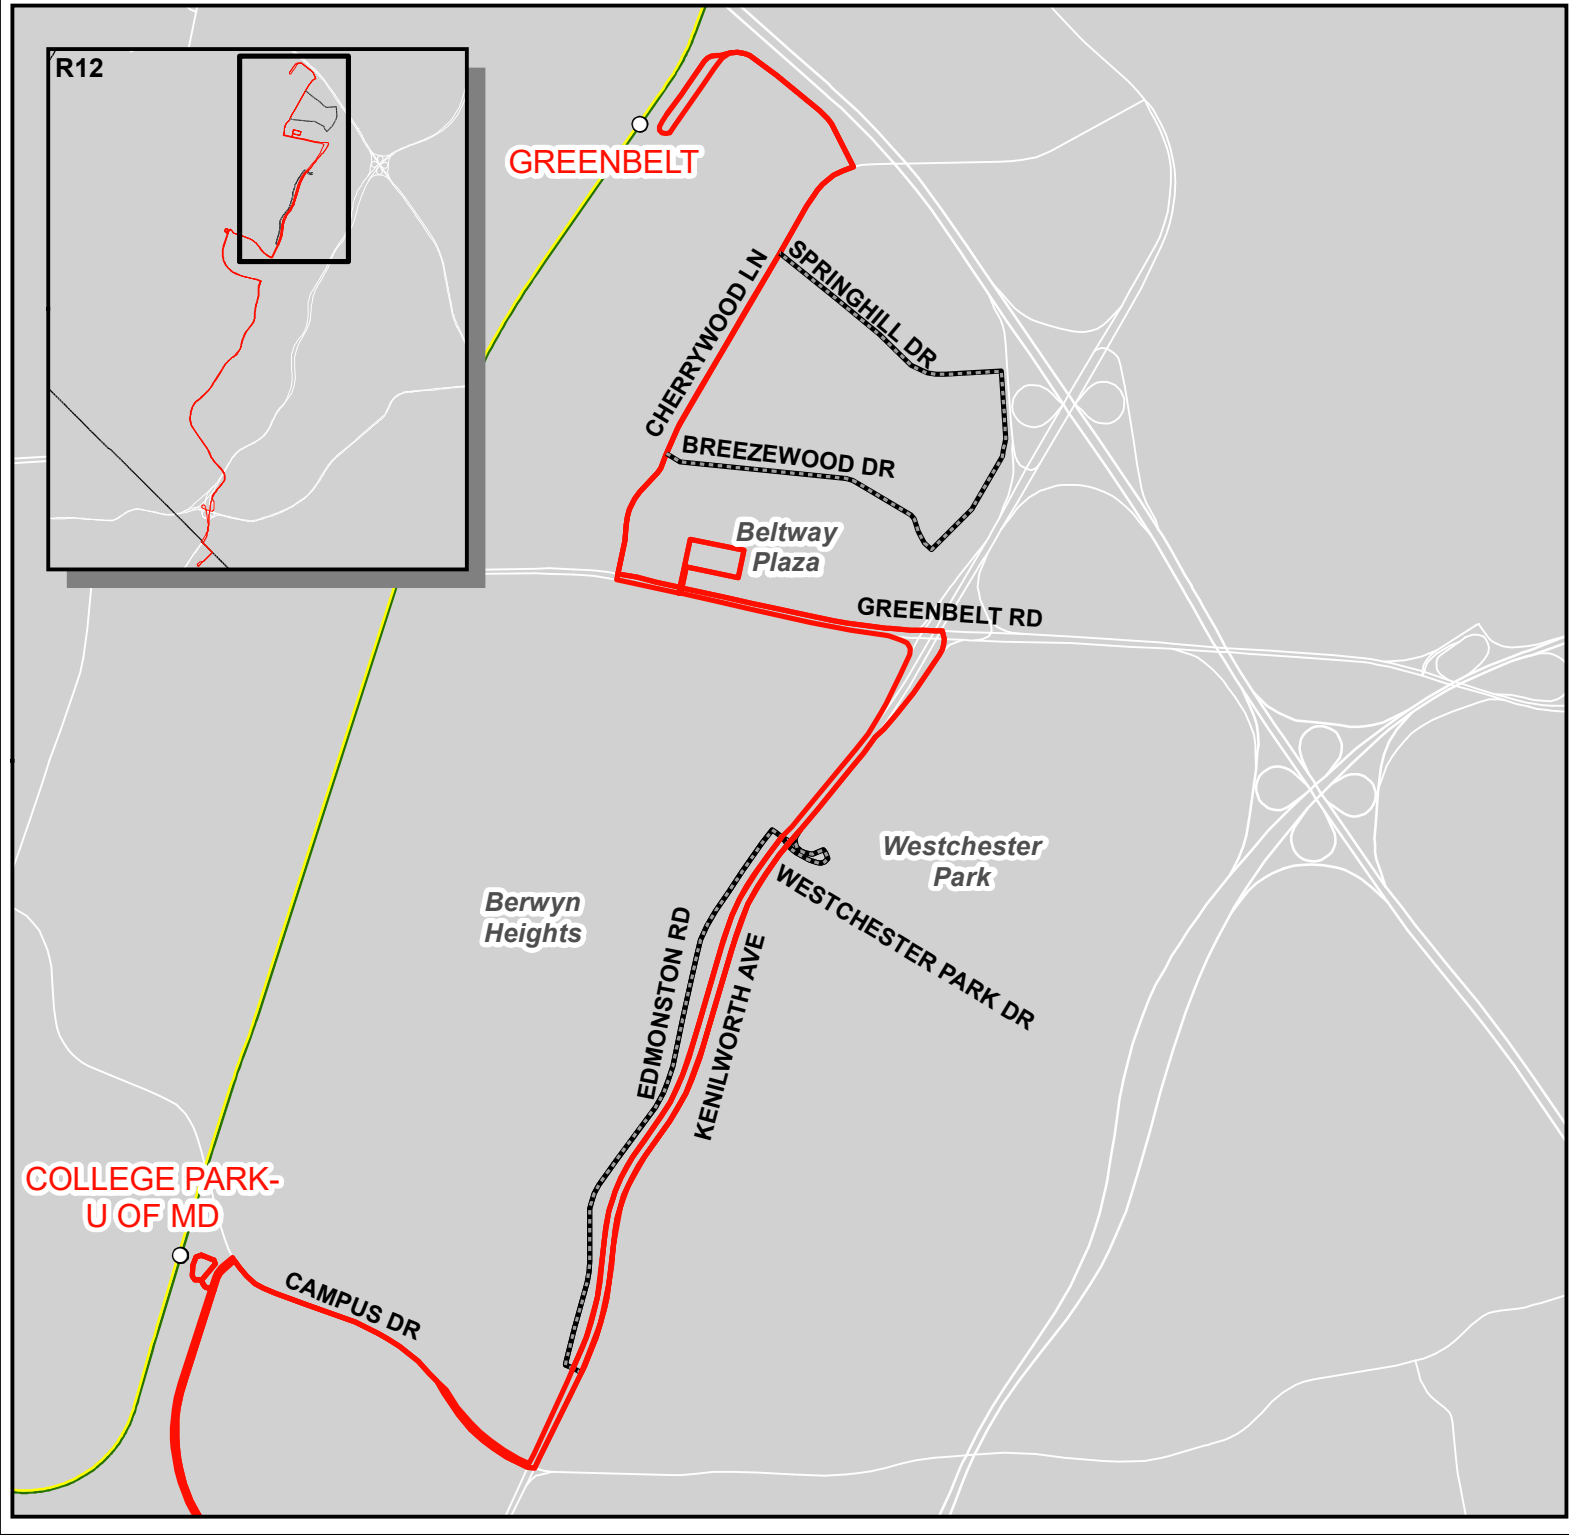 R12
GREENBELT
CHERRYWOOD LN
SPRINGHILL DR
BREEZEWOOD DR
Beltway
Plaza
GREENBELT RD
Westchester
Park
WESTCHESTER PARK DR
Berwyn
Heights
EDMONSTON RD
KENILWORTH AVE
COLLEGE PARK-
U OF MD
CAMPUS DR